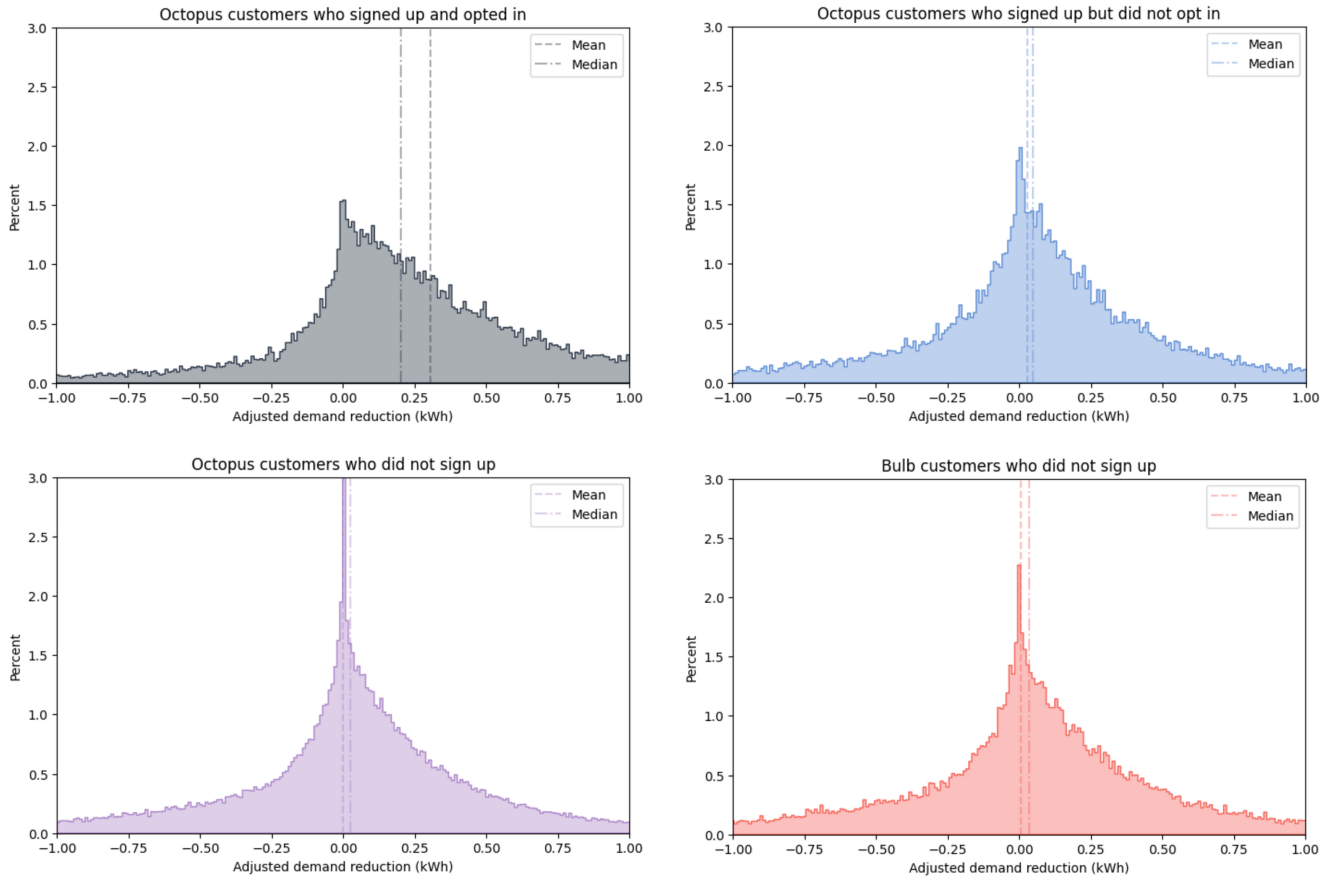 Octopus customers who signed up and opted in
3.0
2.5
2.0
1.5
1.0
0.5
0.0
Percent
Mean
Median
−1.00 −0.75 −0.50 −0.25 0.00 0.25 0.50 0.75 1.00
Adjusted demand reduction (kWh)
Octopus customers who signed up but did not opt in
3.0
2.5
2.0
1.5
1.0
0.5
0.0
Percent
Mean
Median
−1.00 −0.75 −0.50 −0.25 0.00 0.25 0.50 0.75 1.00
Adjusted demand reduction (kWh)
Octopus customers who did not sign up
3.0
2.5
2.0
1.5
1.0
0.5
0.0
Percent
Mean
Median
−1.00 −0.75 −0.50 −0.25 0.00 0.25 0.50 0.75 1.00
Adjusted demand reduction (kWh)
Bulb customers who did not sign up
3.0
2.5
2.0
1.5
1.0
0.5
0.0
Percent
Mean
Median
−1.00 −0.75 −0.50 −0.25 0.00 0.25 0.50 0.75 1.00
Adjusted demand reduction (kWh)